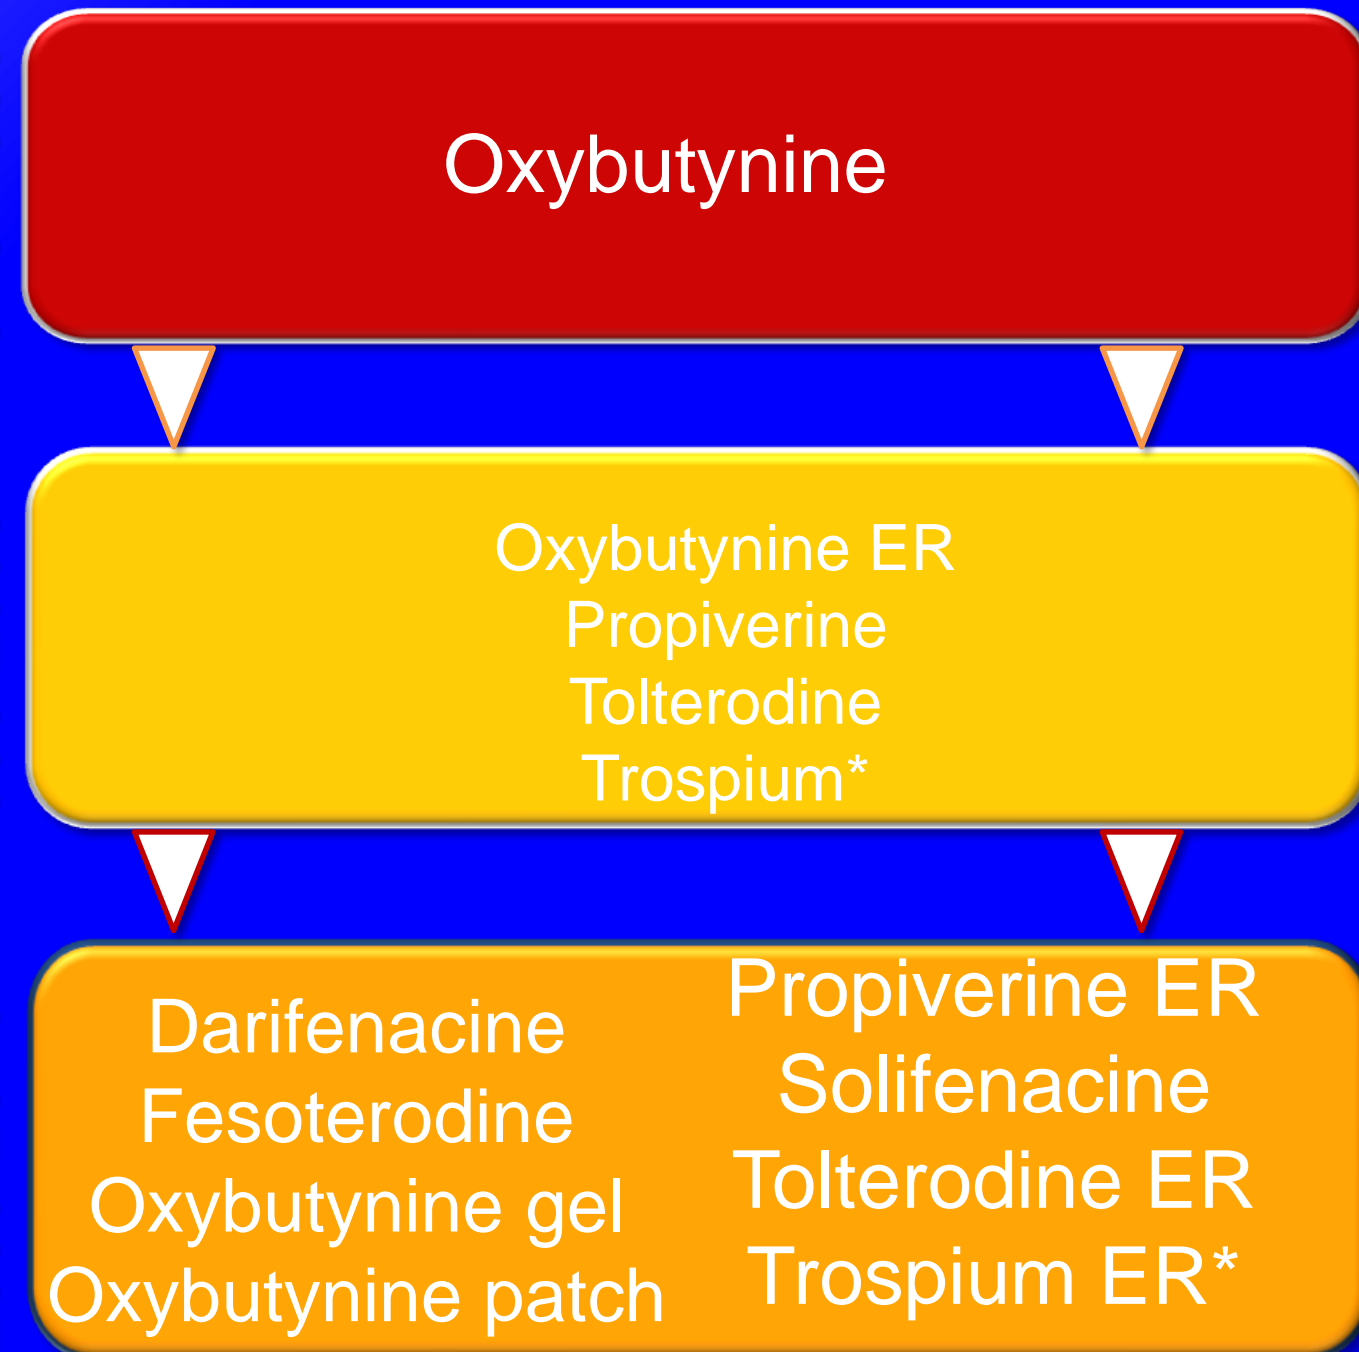 Oxybutynine
Oxybutynine ER
Propiverine
Tolterodine
Trospium*
Darifenacine
Fesoterodine
Oxybutynine gel
Oxybutynine patch
Propiverine ER
Solifenacine
Tolterodine ER
Trospium ER*